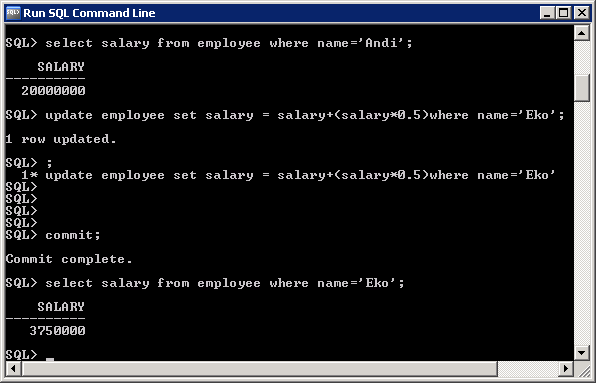 Run SQL Command Line
SQL> select salary from employee where name='Andi';
SALARY
----------
20000000
SQL> update employee set salary = salary+(salary*0.5)where name='Eko';
1 row updated.
SQL> ;
1* update employee set salary = salary+(salary*0.5)where name='Eko'
SQL>
SQL>
SQL>
SQL>
SQL> commit;
Commit complete.
SQL> select salary from employee where name='Eko';
SALARY
----------
3750000
SQL> _